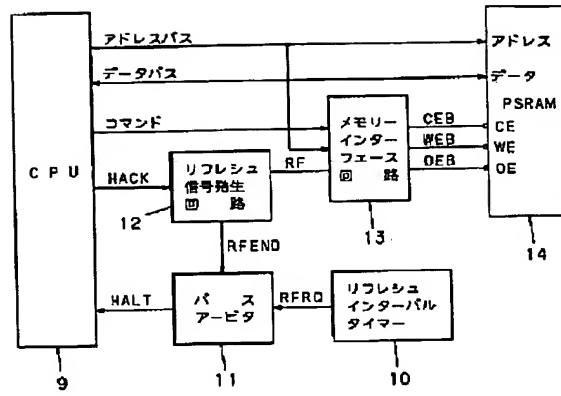 アドレスバス
データバス
コマンド
CPU
HACK
リフレシュ
信号発生
回路
12
RF
メモリー
インター
フェース
回路
13
CEB
WEB
OEB
アドレス
データ
PSRAM
CE
WE
OE
14
RFEND
HALT
バス
アービタ
11
RFRQ
リフレシュ
インターバル
タイマー
10
9